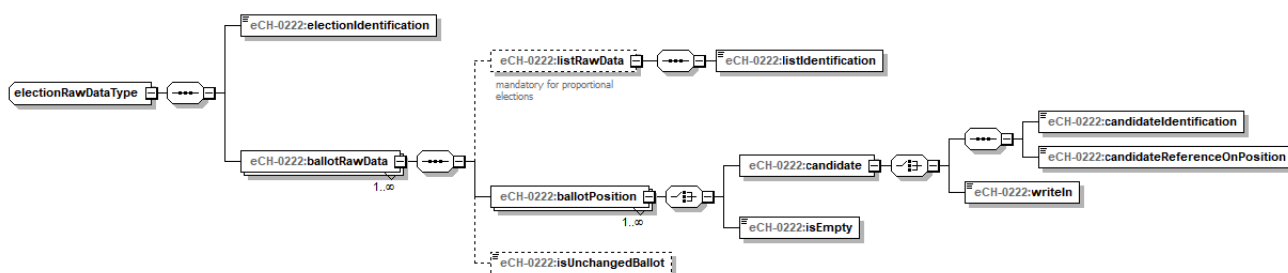 electionRawDataType
eCH-0222:electionIdentification
eCH-0222:ballotRawData
1..∞
eCH-0222:listRawData
mandatory for proportional
elections
eCH-0222:listIdentification
eCH-0222:ballotPosition
1..∞
eCH-0222:candidate
eCH-0222:candidateIdentification
eCH-0222:candidateReferenceOnPosition
eCH-0222:writeIn
eCH-0222:isEmpty
eCH-0222:isUnchangedBallot